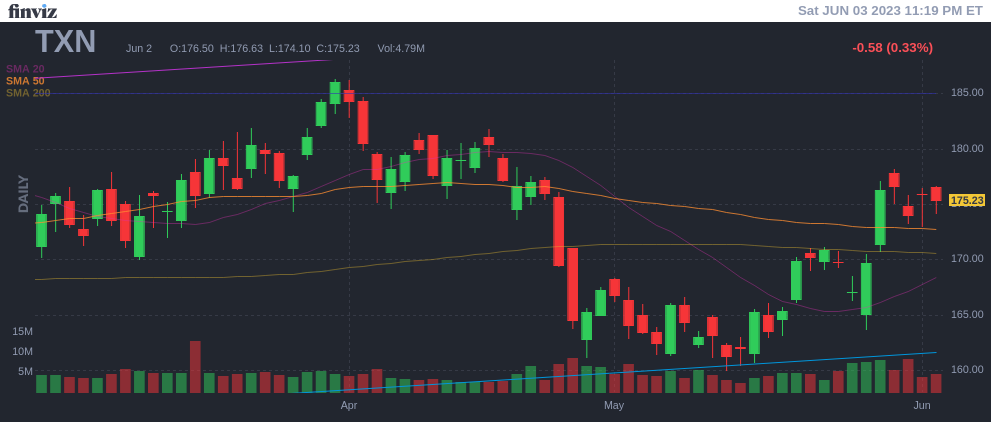 finviz
Sat JUN 03 2023 11:19 PM ET
TXN
Jun 2 O:176.50 H:176.63 L:174.10 C:175.23 Vol:4.79M
-0.58 (0.33%)
SMA 20
SMA 50
SMA 200
185.00
180.00
175.23
170.00
165.00
160.00
DAILY
15M
10M
5M
Apr
May
Jun